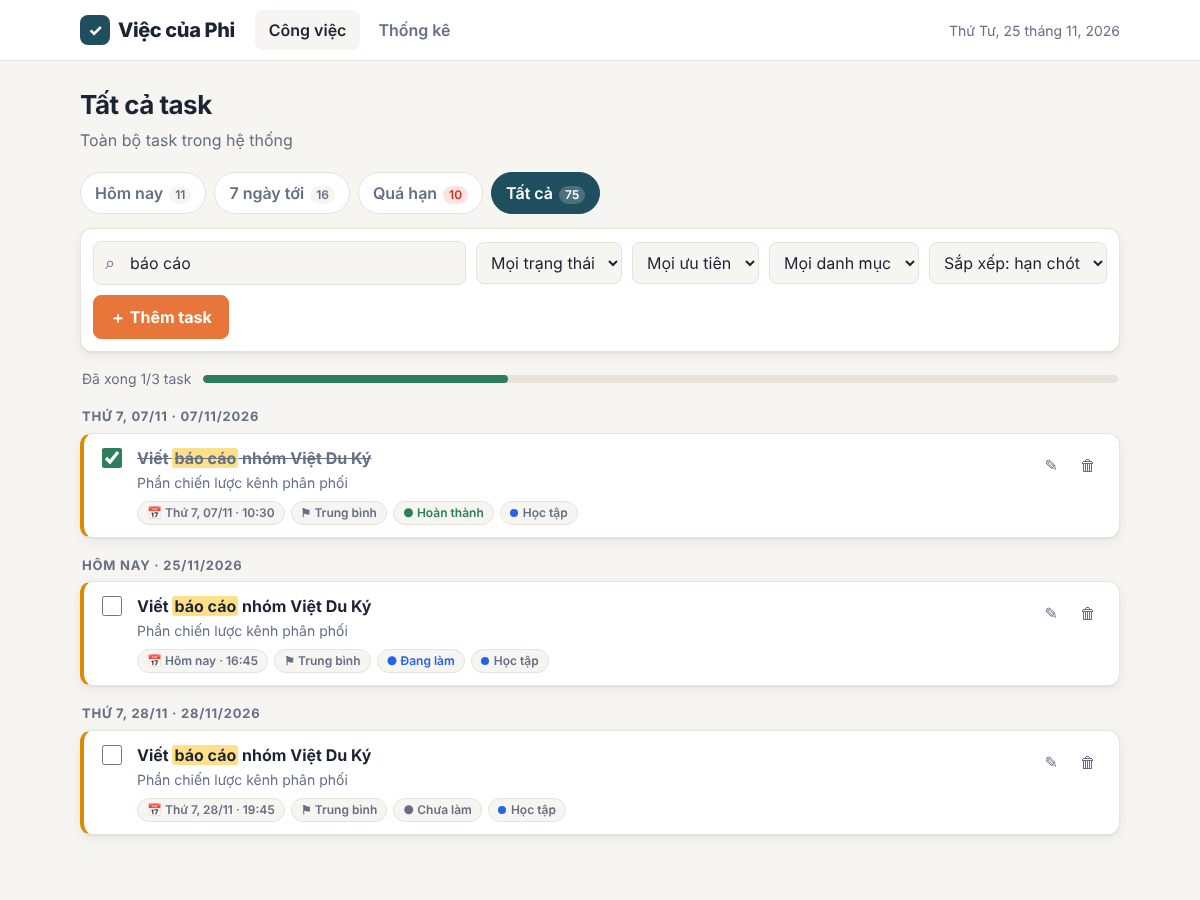 Việc của Phi Công việc Thống kê Thứ Tư, 25 tháng 11, 2026
Tất cả task
Toàn bộ task trong hệ thống
Hôm nay 11 7 ngày tới 16 Quá hạn 10 Tất cả 75
báo cáo Mọi trạng thái Mọi ưu tiên Mọi danh mục Sắp xếp: hạn chót
+ Thêm task
Đã xong 1/3 task
THỨ 7, 07/11 · 07/11/2026
Viết báo cáo nhóm Việt Du Ký
Phần chiến lược kênh phân phối
Thứ 7, 07/11 · 10:30 Trung bình Hoàn thành Học tập
HÔM NAY · 25/11/2026
Viết báo cáo nhóm Việt Du Ký
Phần chiến lược kênh phân phối
Hôm nay · 16:45 Trung bình Đang làm Học tập
THỨ 7, 28/11 · 28/11/2026
Viết báo cáo nhóm Việt Du Ký
Phần chiến lược kênh phân phối
Thứ 7, 28/11 · 19:45 Trung bình Chưa làm Học tập